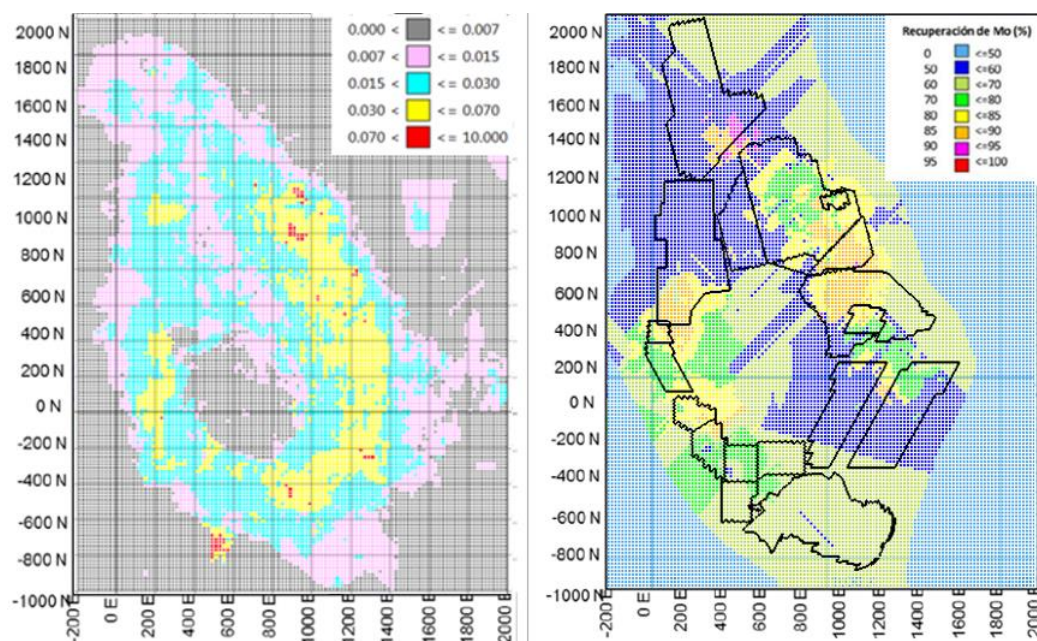 0.000 < <= 0.007
0.007 < <= 0.015
0.015 < <= 0.030
0.030 < <= 0.070
0.070 < <= 10.000
2000 N
1800 N
1600 N
1400 N
1200 N
1000 N
800 N
600 N
400 N
200 N
0 N
-200 N
-400 N
-600 N
-800 N
-1000 N
-200 E
0 E
200 E
400 E
600 E
800 E
1000 E
1200 E
1400 E
1600 E
1800 E
2000 E
Recuperación de Mo (%)
0 <=50
50 <=60
60 <=70
70 <=80
80 <=85
85 <=90
90 <=95
95 <=100
2000 N
1800 N
1600 N
1400 N
1200 N
1000 N
800 N
600 N
400 N
200 N
0 N
-200 N
-400 N
-600 N
-800 N
-1000 N
-200 E
0 E
200 E
400 E
600 E
800 E
1000 E
1200 E
1400 E
1600 E
1800 E
2000 E